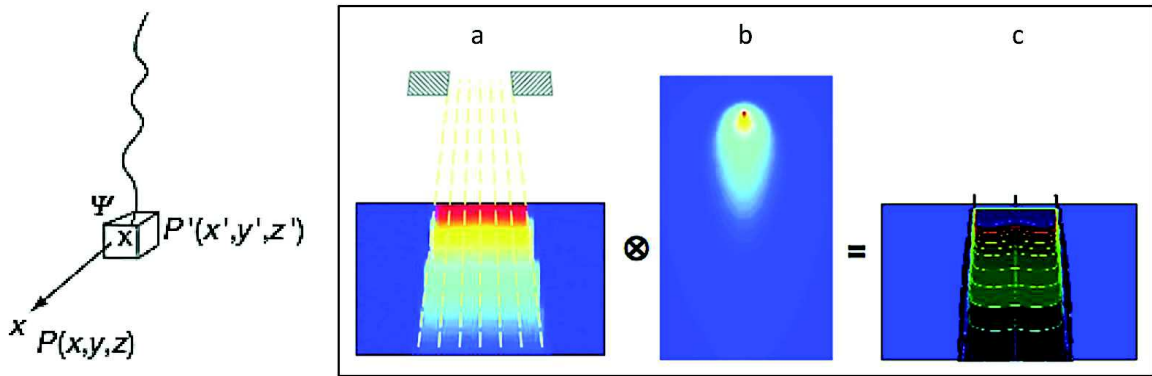 Ψ
x
P'(x',y',z')
x
P(x,y,z)
a
b
c
⊗
=